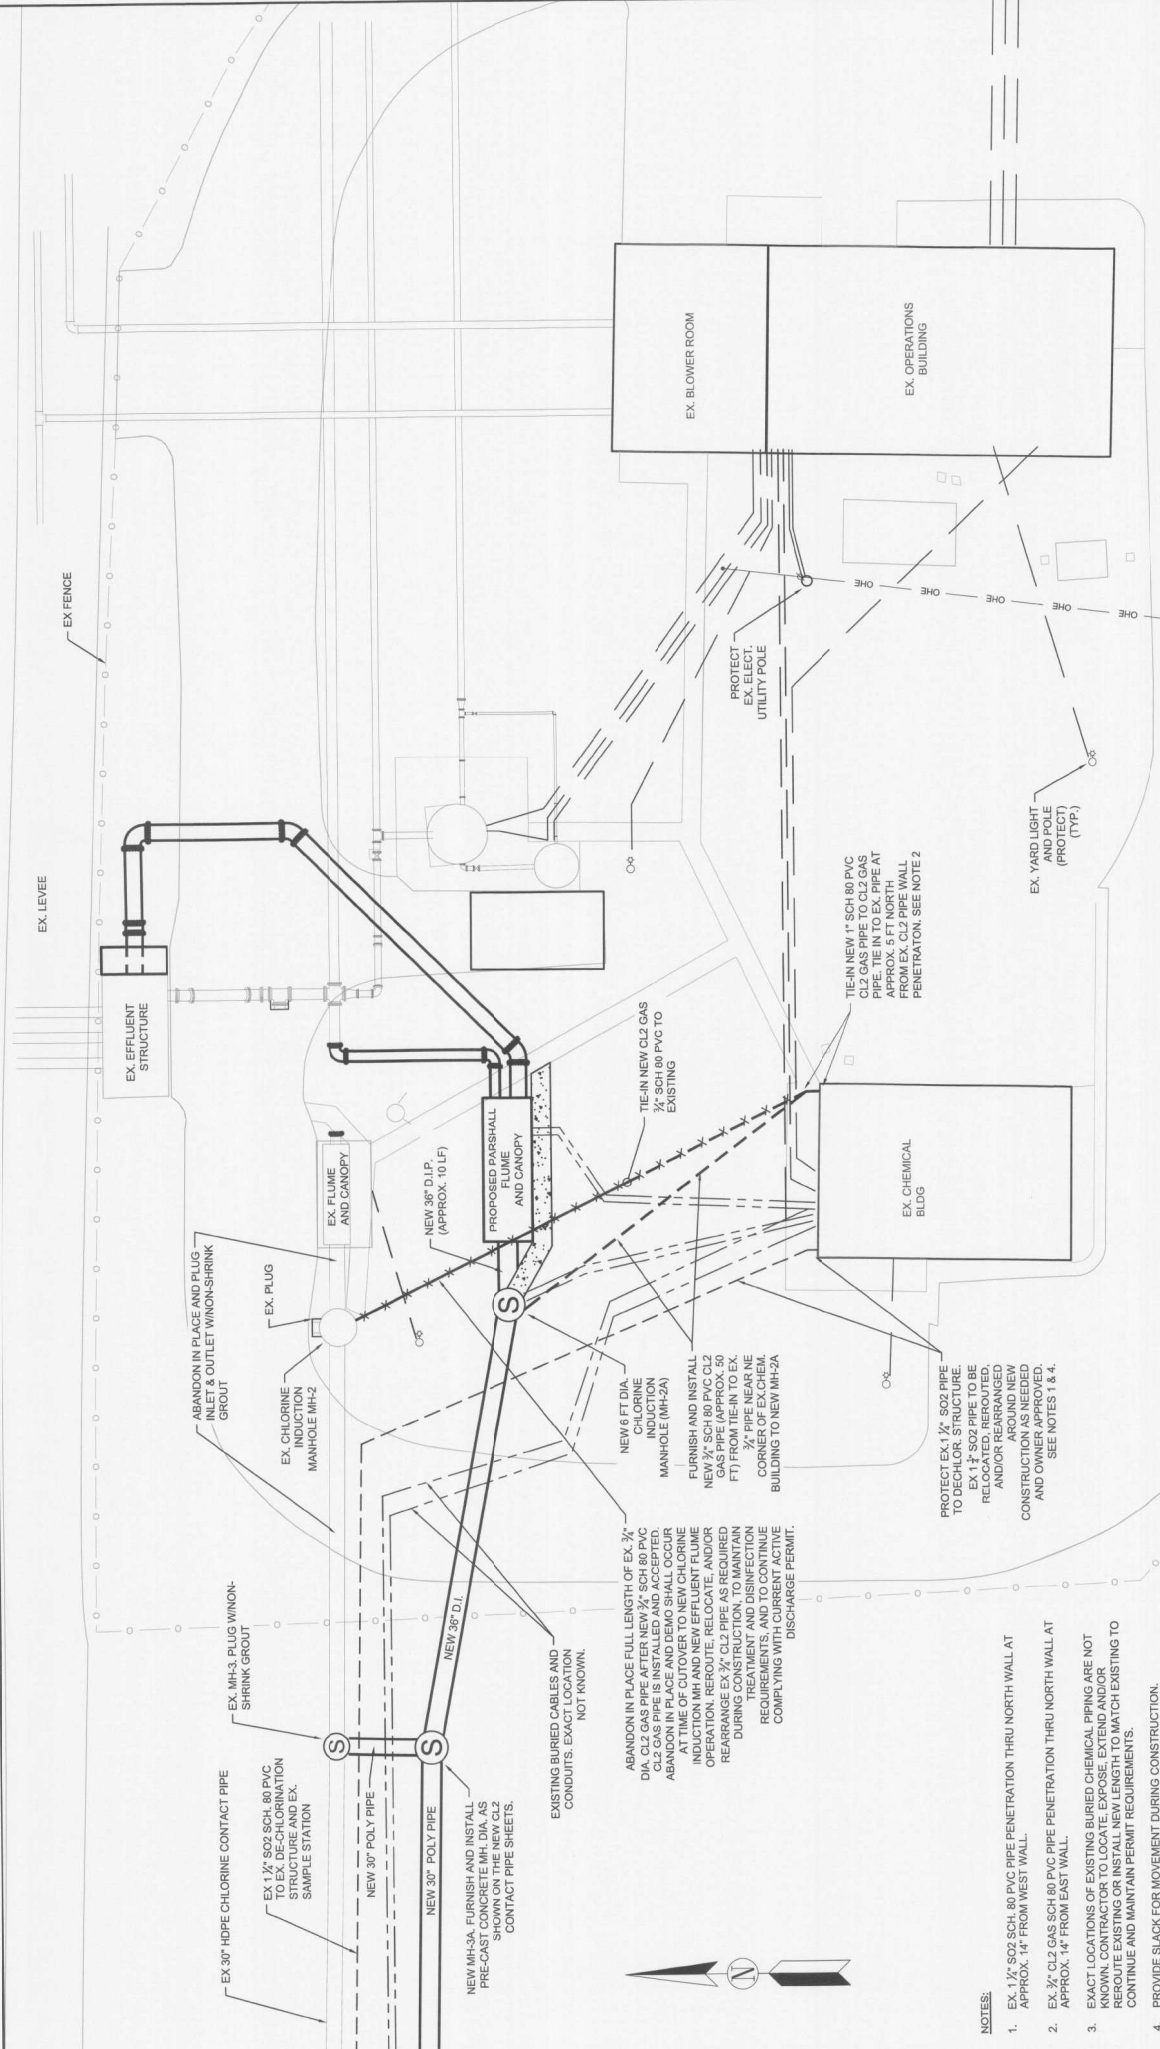 EX. LEVEE
EX FENCE
EX. EFFLUENT
STRUCTURE
ABANDON IN PLACE AND PLUG
INLET & OUTLET W/NON-SHRINK
GROUT
EX. FLUME
AND CANOPY
EX. PLUG
EX. CHLORINE
INDUCTION
MANHOLE MH-2
NEW 36" D.I.P.
(APPROX. 10 LF)
PROPOSED PARSHALL
FLUME
AND CANOPY
EX. BLOWER ROOM
EX. OPERATIONS
BUILDING
PROTECT
EX. ELECT.
UTILITY POLE
OHE
OHE
OHE
OHE
OHE
EX. YARD LIGHT
AND POLE
(PROTECT)
(TYP.)
TIE-IN NEW CL2 GAS
¾" SCH 80 PVC TO
EXISTING
TIE-IN NEW 1" SCH 80 PVC
CL2 GAS PIPE TO CL2 GAS
PIPE. TIE IN TO EX. PIPE AT
APPROX. 5 FT NORTH
FROM EX. CL2 PIPE WALL
PENETRATON. SEE NOTE 2
EX. CHEMICAL
BLDG
S
NEW 6 FT DIA.
CHLORINE
INDUCTION
MANHOLE (MH-2A)
FURNISH AND INSTALL
NEW ¾" SCH 80 PVC CL2
GAS PIPE (APPROX. 50
FT) FROM TIE-IN TO EX.
¾" PIPE NEAR NE
CORNER OF EX.CHEM.
BUILDING TO NEW MH-2A
PROTECT EX.1 ¼" SO2 PIPE
TO DECHLOR. STRUCTURE.
EX 1 ¼" SO2 PIPE TO BE
RELOCATED, REROUTED,
AND/OR REARRANGED
AROUND NEW
CONSTRUCTION AS NEEDED
AND OWNER APPROVED.
SEE NOTES 1 & 4.
ABANDON IN PLACE FULL LENGTH OF EX. ¾"
DIA. CL2 GAS PIPE AFTER NEW ¾" SCH 80 PVC
CL2 GAS PIPE IS INSTALLED AND ACCEPTED.
ABANDON IN PLACE AND DEMO SHALL OCCUR
AT TIME OF CUTOVER TO NEW CHLORINE
INDUCTION MH AND NEW EFFLUENT FLUME
OPERATION. REROUTE, RELOCATE, AND/OR
REARRANGE EX ¾" CL2 PIPE AS REQUIRED
DURING CONSTRUCTION, TO MAINTAIN
TREATMENT AND DISINFECTION
REQUIREMENTS, AND TO CONTINUE
COMPLYING WITH CURRENT ACTIVE
DISCHARGE PERMIT.
EX. MH-3. PLUG W/NON-
SHRINK GROUT
S
S
NEW 36" D.I.
EXISTING BURIED CABLES AND
CONDUITS. EXACT LOCATION
NOT KNOWN.
EX 30" HDPE CHLORINE CONTACT PIPE
EX 1 ¼" SO2 SCH. 80 PVC
TO EX. DE-CHLORINATION
STRUCTURE AND EX.
SAMPLE STATION
NEW 30" POLY PIPE
NEW 30" POLY PIPE
NEW MH-3A. FURNISH AND INSTALL
PRE-CAST CONCRETE MH. DIA. AS
SHOWN ON THE NEW CL2
CONTACT PIPE SHEETS.
N
NOTES:
1. EX. 1 ¼" SO2 SCH. 80 PVC PIPE PENETRATION THRU NORTH WALL AT
APPROX. 14" FROM WEST WALL.
2. EX. ¾" CL2 GAS SCH 80 PVC PIPE PENETRATION THRU NORTH WALL AT
APPROX. 14" FROM EAST WALL.
3. EXACT LOCATIONS OF EXISTING BURIED CHEMICAL PIPING ARE NOT
KNOWN. CONTRACTOR TO LOCATE, EXPOSE, EXTEND AND/OR
REROUTE EXISTING OR INSTALL NEW LENGTH TO MATCH EXISTING TO
CONTINUE AND MAINTAIN PERMIT REQUIREMENTS.
4. PROVIDE SLACK FOR MOVEMENT DURING CONSTRUCTION.